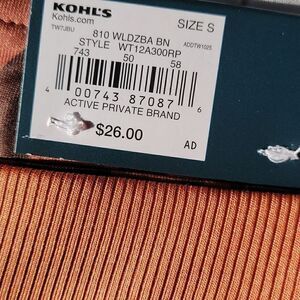 KOHL'S
Kohls.com
SIZE S
TW7JBU
810 WLDZBA BN
ADDTW1025
STYLE WT12A300RP
743 50 58
4 00743 87087 6
ACTIVE PRIVATE BRAND
$26.00
AD